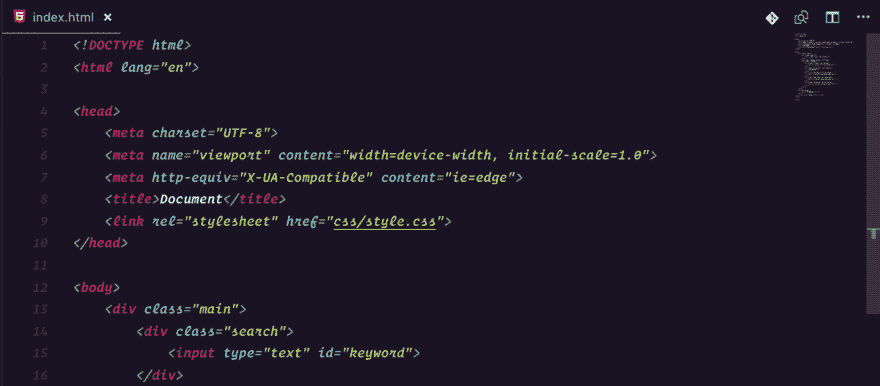 index.html
1 <!DOCTYPE html>
2 <html lang="en">
3
4 <head>
5 <meta charset="UTF-8">
6 <meta name="viewport" content="width=device-width, initial-scale=1.0">
7 <meta http-equiv="X-UA-Compatible" content="ie=edge">
8 <title>Document</title>
9 <link rel="stylesheet" href="css/style.css">
10 </head>
11
12 <body>
13 <div class="main">
14 <div class="search">
15 <input type="text" id="keyword">
16 </div>